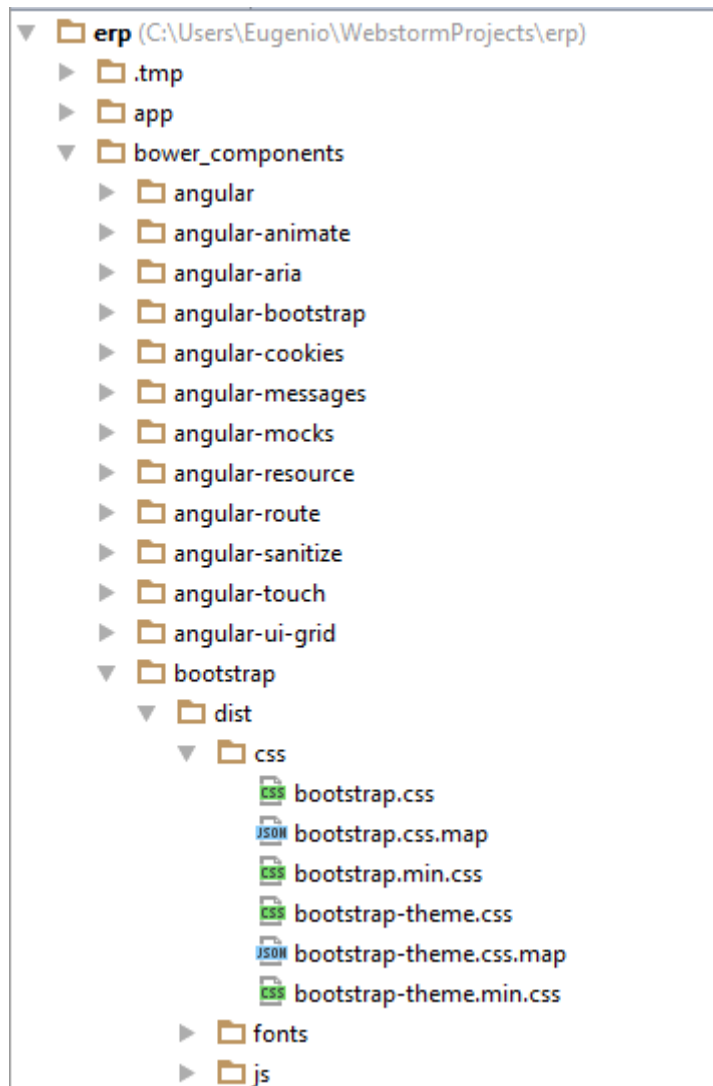 erp (C:\Users\Eugenio\WebstormProjects\erp)
.tmp
app
bower_components
angular
angular-animate
angular-aria
angular-bootstrap
angular-cookies
angular-messages
angular-mocks
angular-resource
angular-route
angular-sanitize
angular-touch
angular-ui-grid
bootstrap
dist
css
CSS bootstrap.css
JSON bootstrap.css.map
CSS bootstrap.min.css
CSS bootstrap-theme.css
JSON bootstrap-theme.css.map
CSS bootstrap-theme.min.css
fonts
js